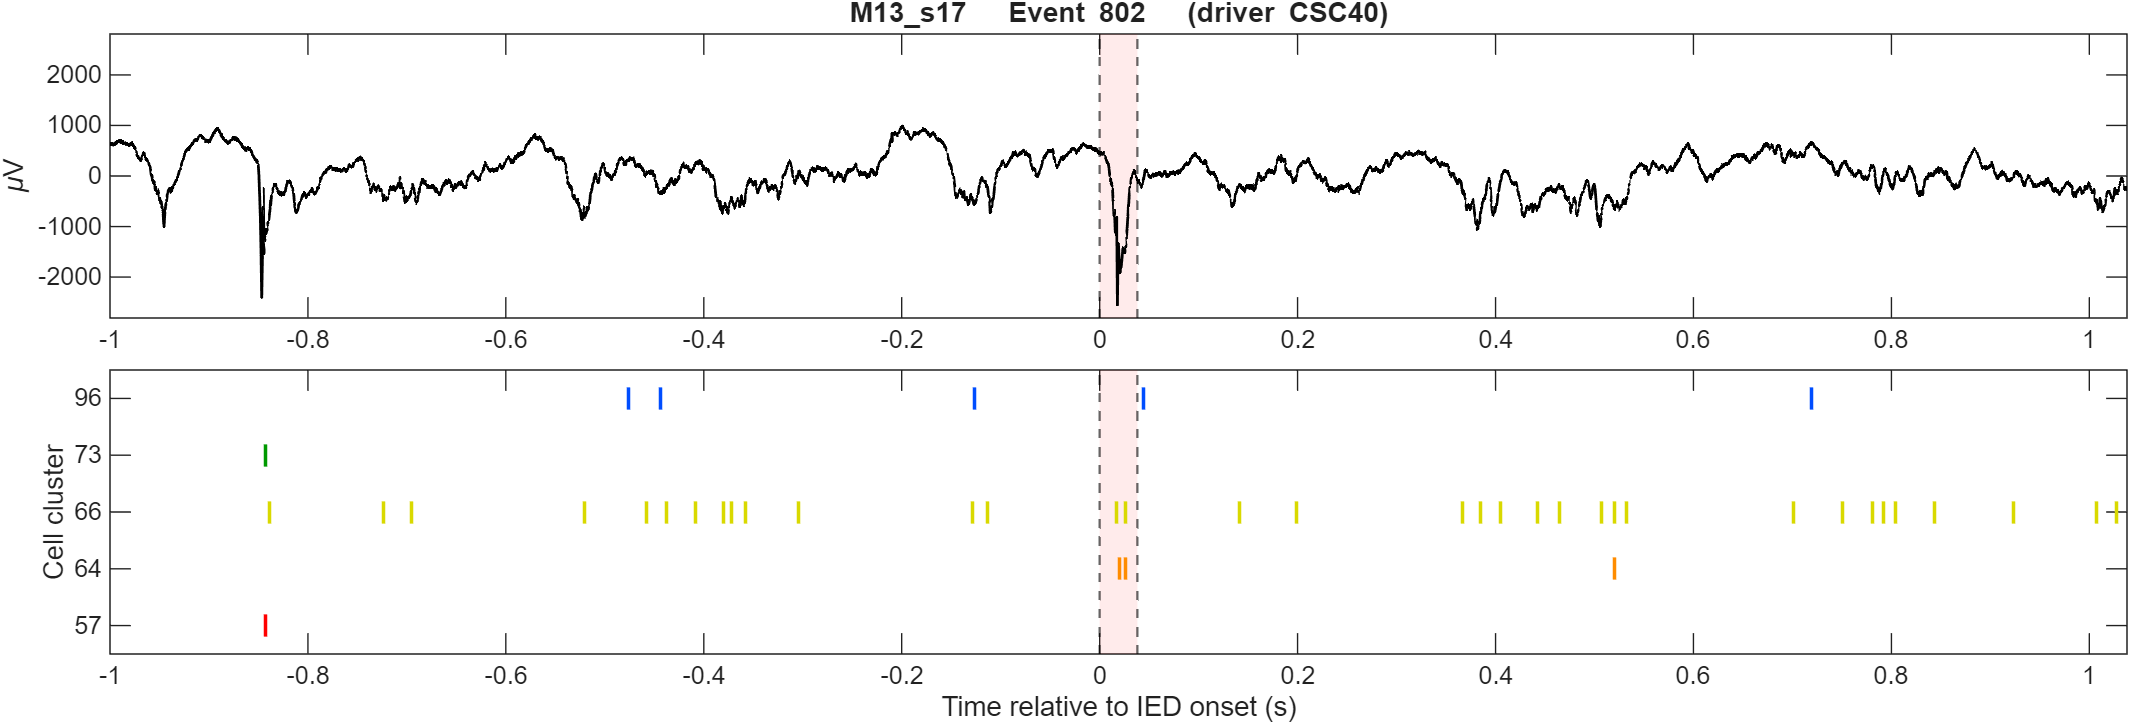 M13_s17 Event 802 (driver CSC40)
µV
2000
1000
0
-1000
-2000
-1 -0.8 -0.6 -0.4 -0.2 0 0.2 0.4 0.6 0.8 1
Cell cluster
96
73
66
64
57
-1 -0.8 -0.6 -0.4 -0.2 0 0.2 0.4 0.6 0.8 1
Time relative to IED onset (s)